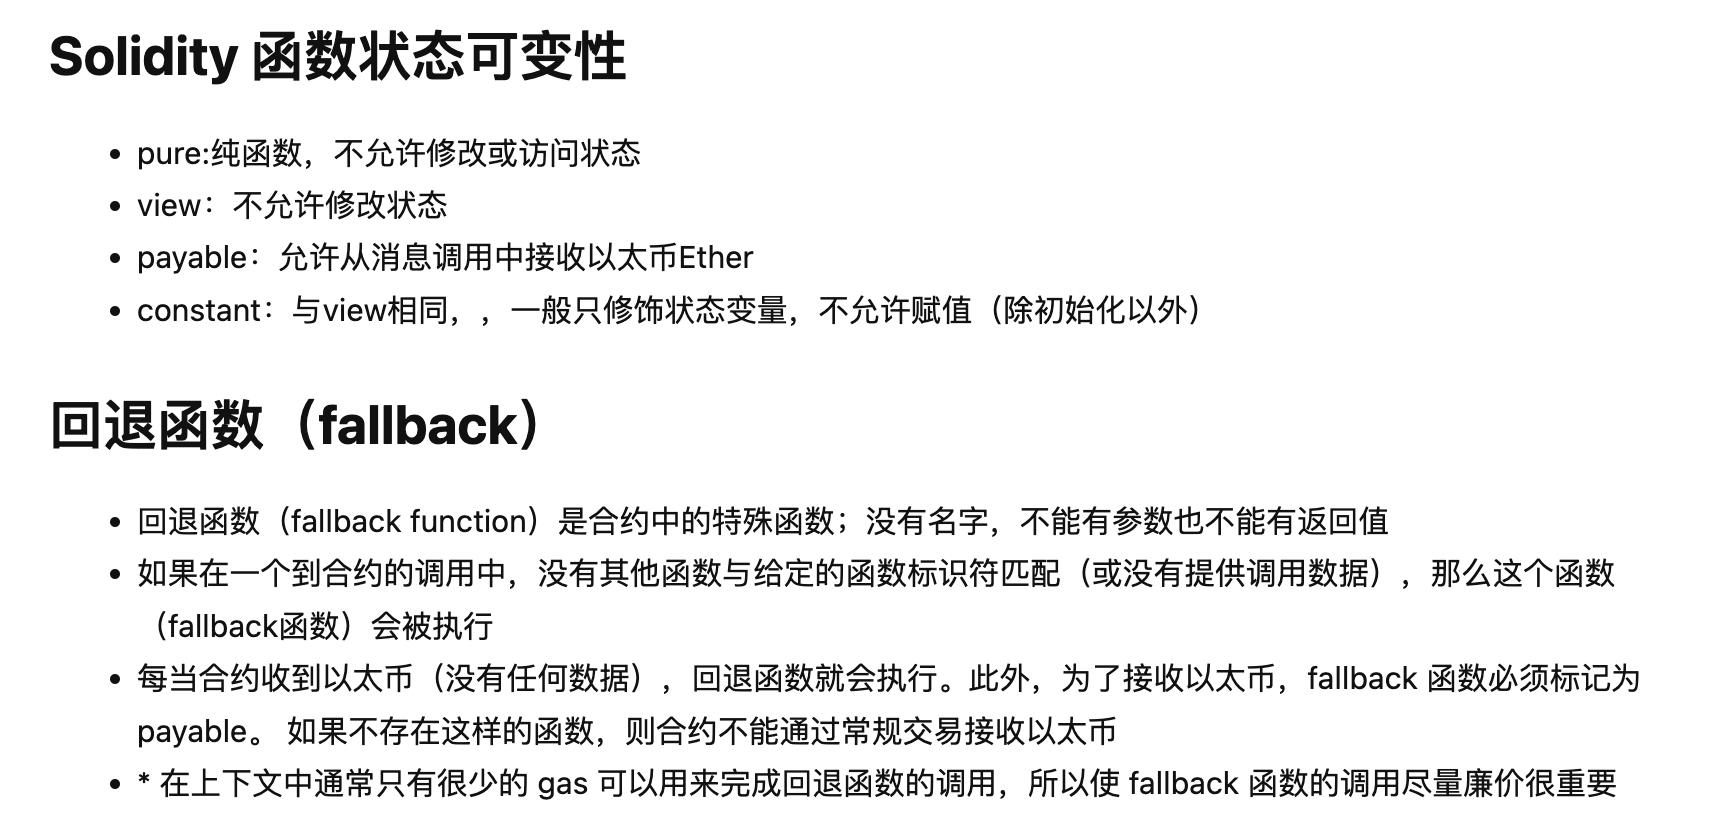 Solidity 函数状态可变性
• pure:纯函数，不允许修改或访问状态
• view：不允许修改状态
• payable：允许从消息调用中接收以太币Ether
• constant：与view相同，，一般只修饰状态变量，不允许赋值（除初始化以外）
回退函数（fallback）
• 回退函数（fallback function）是合约中的特殊函数；没有名字，不能有参数也不能有返回值
• 如果在一个到合约的调用中，没有其他函数与给定的函数标识符匹配（或没有提供调用数据），那么这个函数
（fallback函数）会被执行
• 每当合约收到以太币（没有任何数据），回退函数就会执行。此外，为了接收以太币，fallback 函数必须标记为
payable。 如果不存在这样的函数，则合约不能通过常规交易接收以太币
• * 在上下文中通常只有很少的 gas 可以用来完成回退函数的调用，所以使 fallback 函数的调用尽量廉价很重要